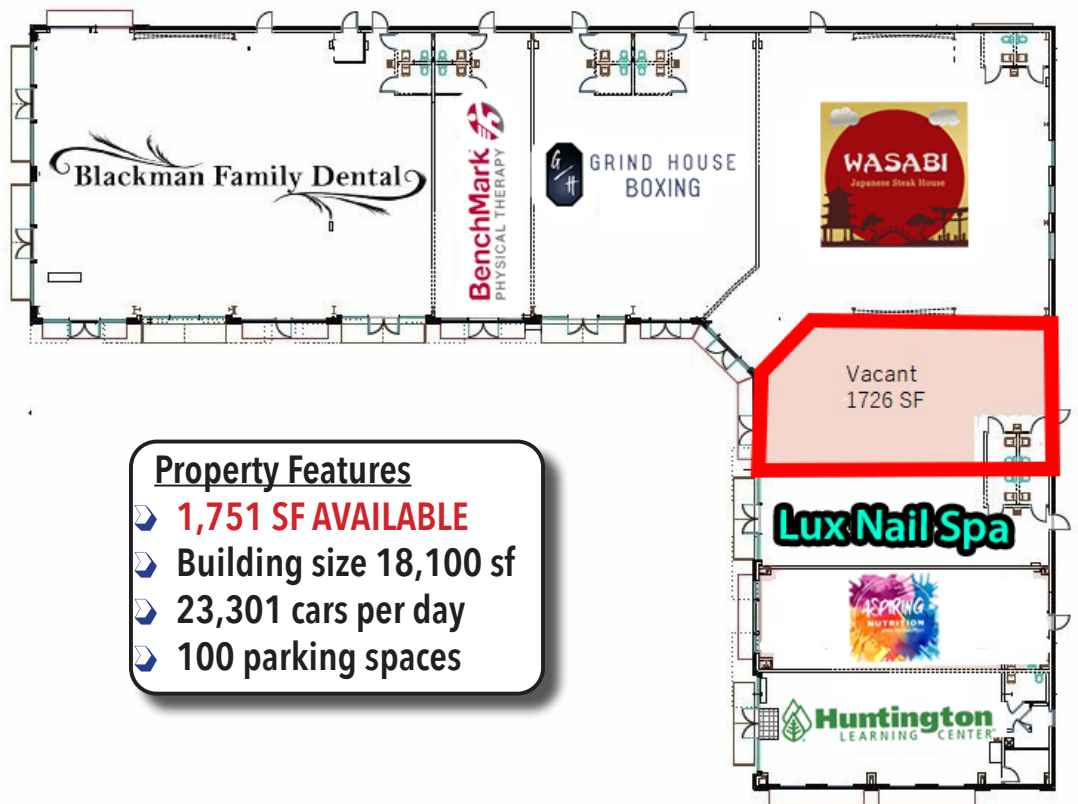 Blackman Family Dental
BenchMark
PHYSICAL THERAPY
G/H
GRIND HOUSE
BOXING
WASABI
Japanese Steak House
Vacant
1726 SF
Property Features
1,751 SF AVAILABLE
Building size 18,100 sf
23,301 cars per day
100 parking spaces
Lux Nail Spa
ASPIRING
NUTRITION
Huntington
LEARNING CENTER